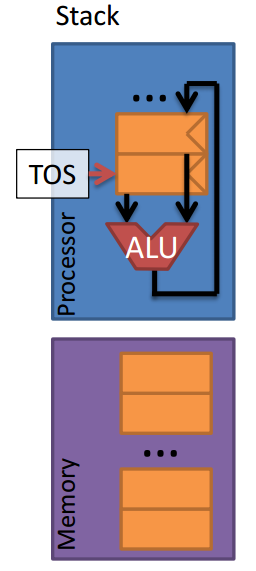 Stack
...
TOS
ALU
Processor
...
Memory